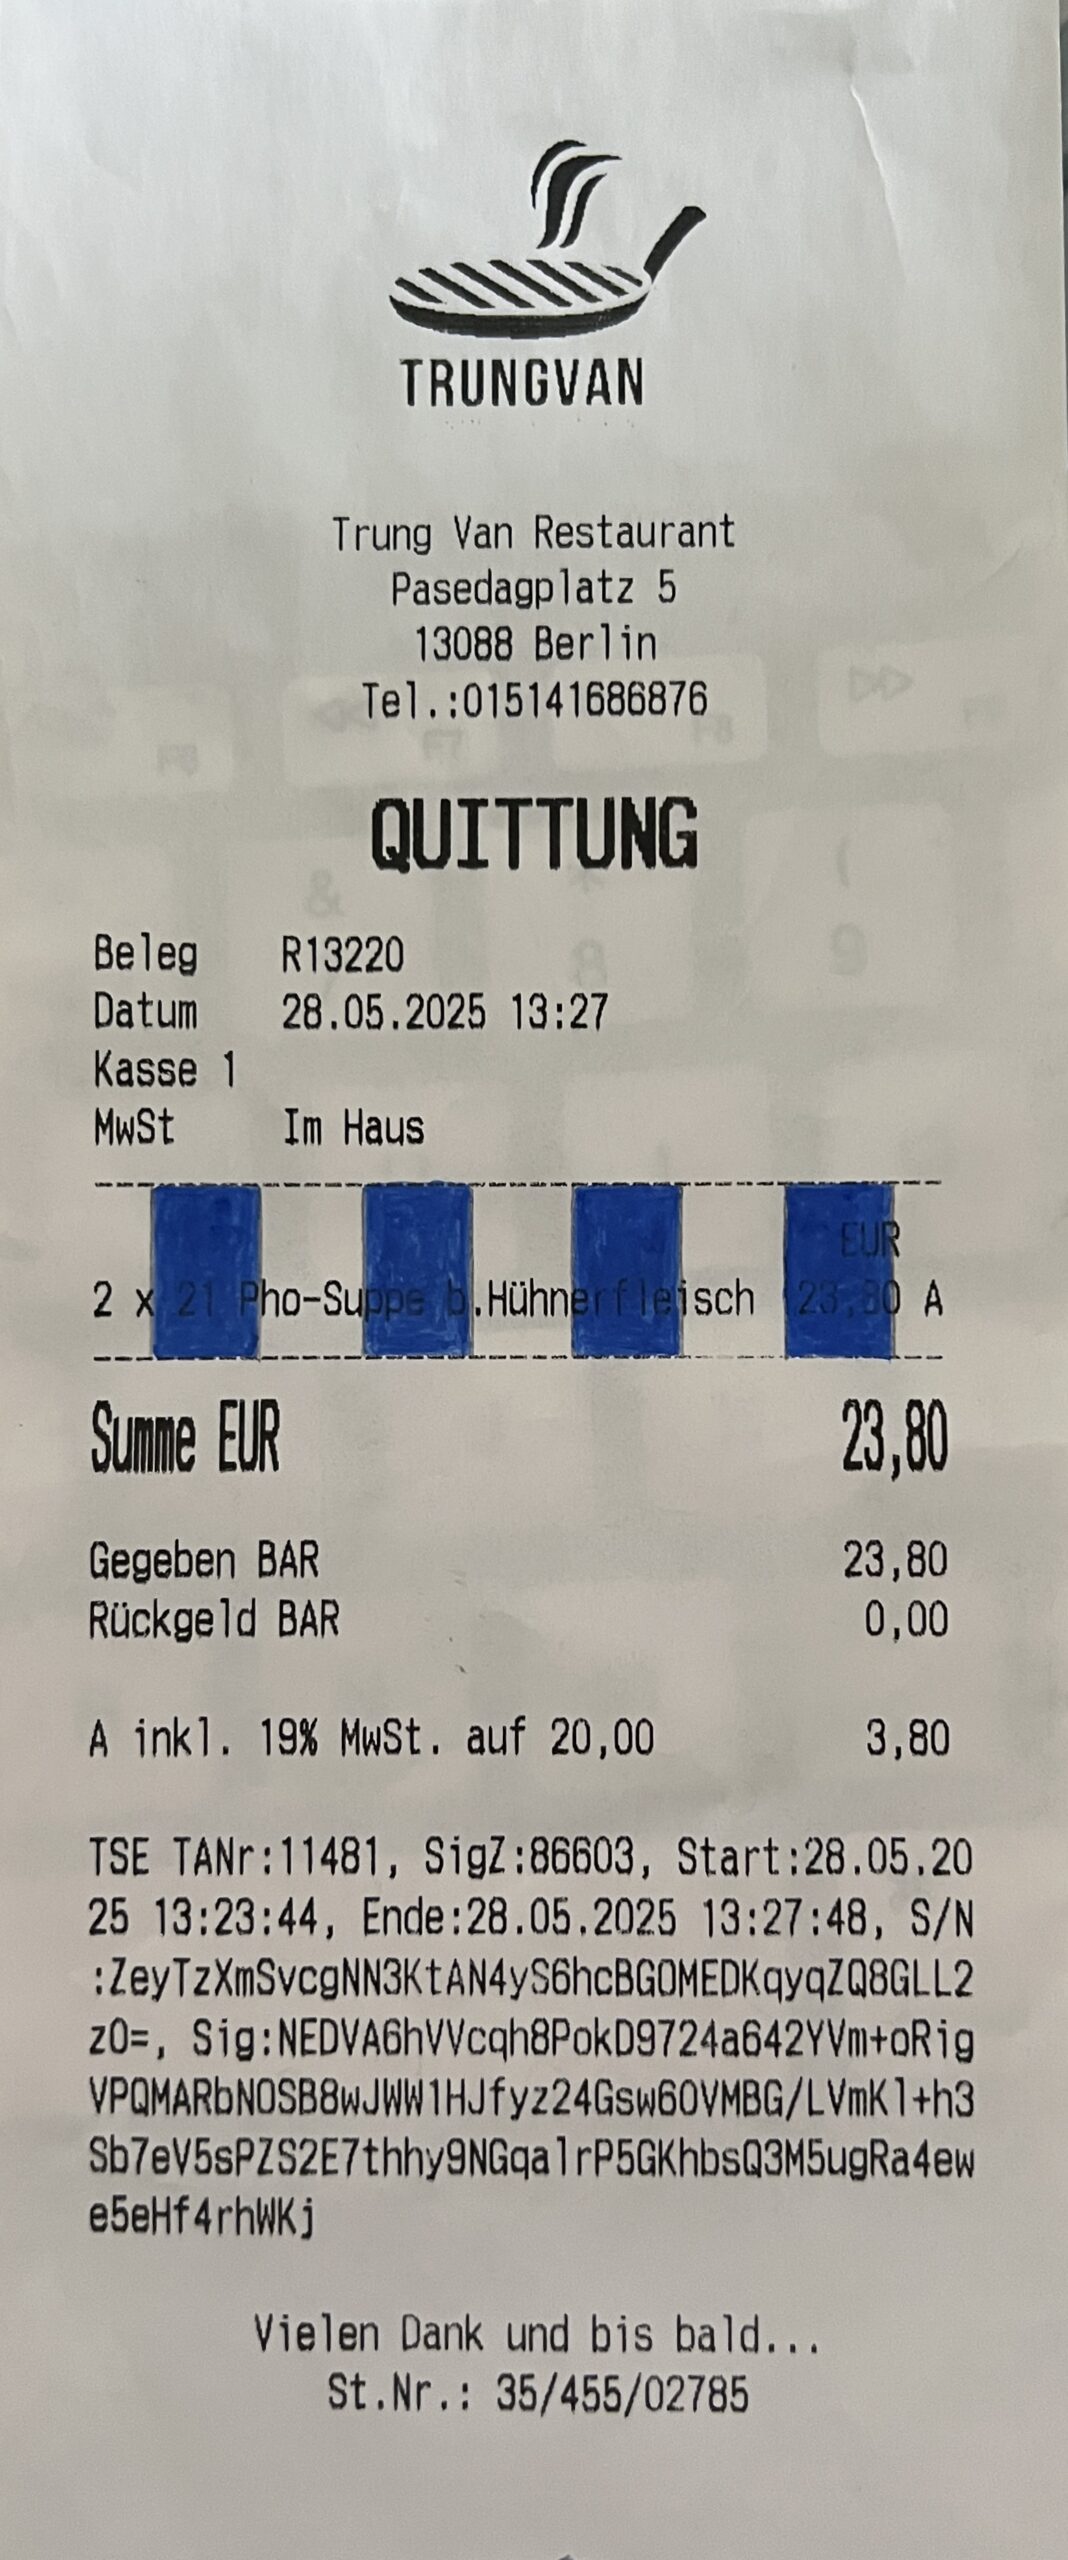 TRUNGVAN
Trung Van Restaurant
Pasedagplatz 5
13088 Berlin
Tel.:015141686876
QUITTUNG
Beleg R13220
Datum 28.05.2025 13:27
Kasse 1
MwSt Im Haus
EUR
2 x 21 Pho-Suppe b.Hühnerfleisch 23,80 A
Summe EUR 23,80
Gegeben BAR 23,80
Rückgeld BAR 0,00
A inkl. 19% MwSt. auf 20,00 3,80
TSE TANr:11481, SigZ:86603, Start:28.05.20
25 13:23:44, Ende:28.05.2025 13:27:48, S/N
:ZeyTzXmSvcgNN3KtAN4yS6hcBGOMEDKqyqZQ8GLL2
z0=, Sig:NEDVA6hVVcqh8PokD9724a642YVm+oRig
VPQMARbNOSB8wJWW1HJfyz24Gsw60VMBG/LVmKl+h3
Sb7eV5sPZS2E7thhy9NGqalrP5GKhbsQ3M5ugRa4ew
e5eHf4rhWKj
Vielen Dank und bis bald...
St.Nr.: 35/455/02785